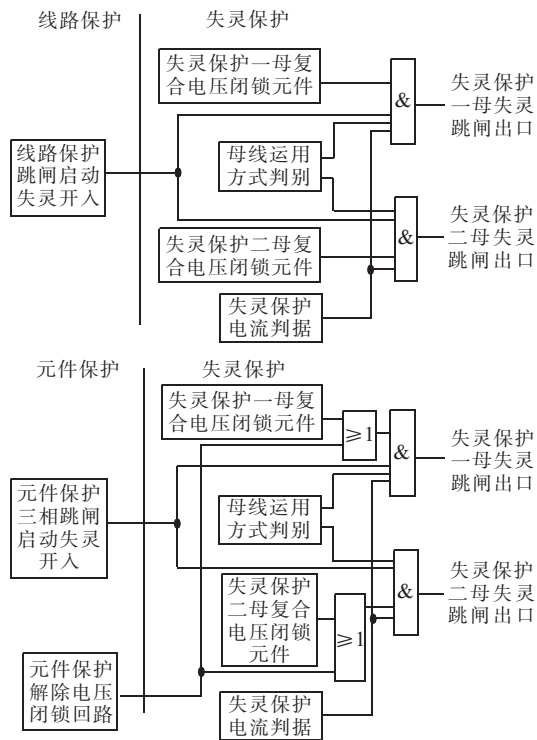 线路保护
失灵保护
失灵保护一母复
合电压闭锁元件
&
失灵保护
一母失灵
跳闸出口
线路保护
跳闸启动
失灵开入
母线运用
方式判别
&
失灵保护
二母失灵
跳闸出口
失灵保护二母复
合电压闭锁元件
失灵保护
电流判据
元件保护
失灵保护
失灵保护一母复
合电压闭锁元件
≥1
&
失灵保护
一母失灵
跳闸出口
元件保护
三相跳闸
启动失灵
开入
母线运用
方式判别
失灵保护
二母复合
电压闭锁
元件
≥1
&
失灵保护
二母失灵
跳闸出口
元件保护
解除电压
闭锁回路
失灵保护
电流判据